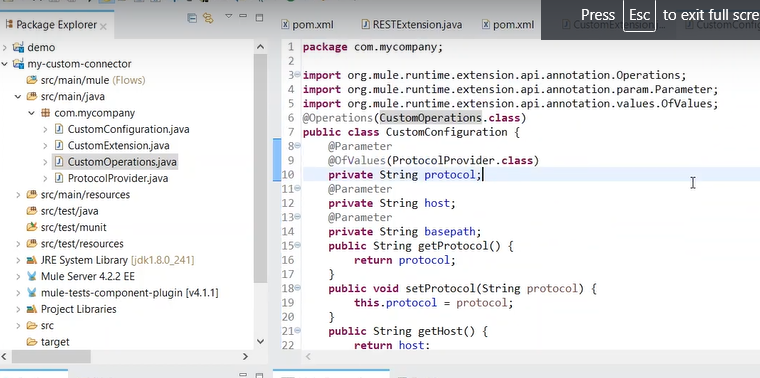 Press Esc to exit full scre
Package Explorer
pom.xml
RESTExtension.java
pom.xml
demo
my-custom-connector
src/main/mule (Flows)
src/main/java
com.mycompany
CustomConfiguration.java
CustomExtension.java
CustomOperations.java
ProtocolProvider.java
src/main/resources
src/test/java
src/test/munit
src/test/resources
JRE System Library [jdk1.8.0_241]
Mule Server 4.2.2 EE
mule-tests-component-plugin [v4.1.1]
Project Libraries
src
target
1 package com.mycompany;
2
3 import org.mule.runtime.extension.api.annotation.Operations;
4 import org.mule.runtime.extension.api.annotation.param.Parameter;
5 import org.mule.runtime.extension.api.annotation.values.OfValues;
6 @Operations(CustomOperations.class)
7 public class CustomConfiguration {
8 @Parameter
9 @OfValues(ProtocolProvider.class)
10 private String protocol;
11 @Parameter
12 private String host;
13 @Parameter
14 private String basepath;
15 public String getProtocol() {
16 return protocol;
17 }
18 public void setProtocol(String protocol) {
19 this.protocol = protocol;
20 }
21 public String getHost() {
22 return host;